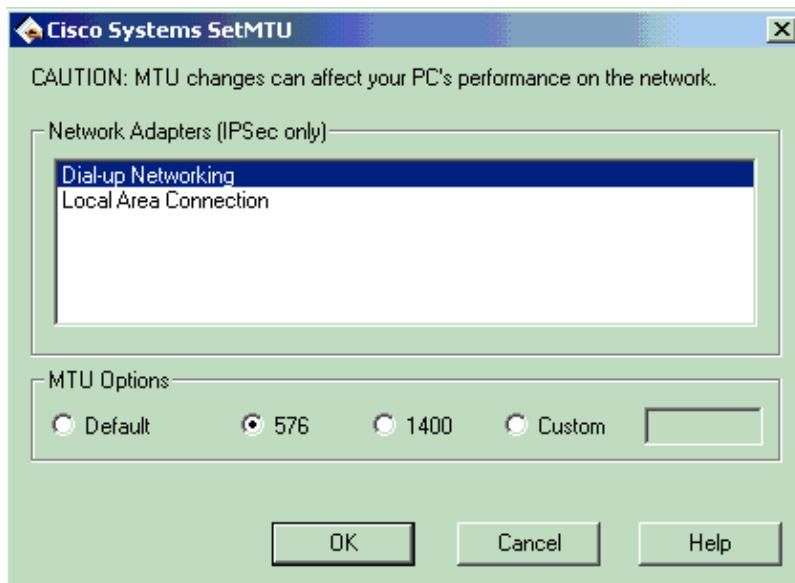 Cisco Systems SetMTU
CAUTION: MTU changes can affect your PC's performance on the network.
Network Adapters (IPSec only)
Dial-up Networking
Local Area Connection
MTU Options
Default 576 1400 Custom
OK Cancel Help